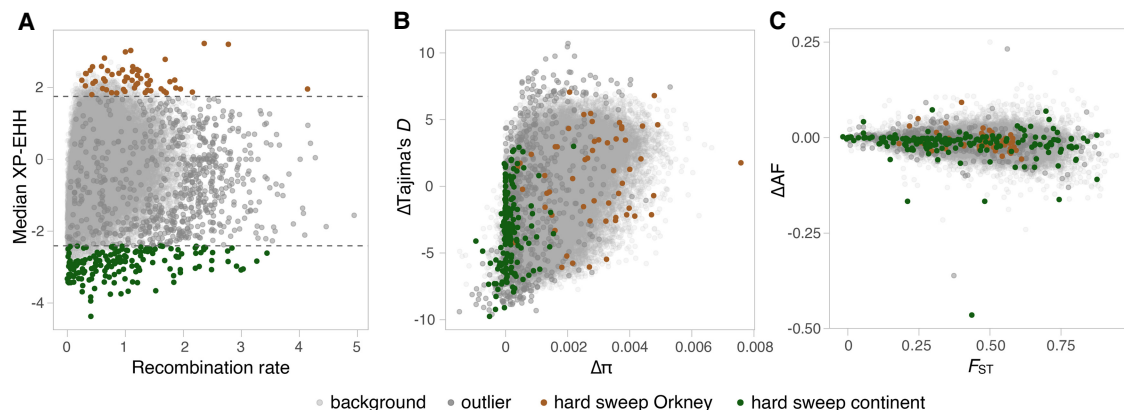 A
B
C
Median XP-EHH
2
0
-2
-4
0
1
2
3
4
5
Recombination rate
ΔTajima's D
10
5
0
-5
-10
0
0.002
0.004
0.006
0.008
Δπ
ΔAF
0.25
0.00
-0.25
-0.50
0
0.25
0.50
0.75
FST
background
outlier
hard sweep Orkney
hard sweep continent